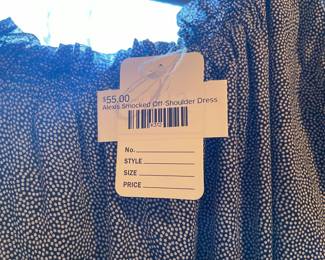 $55.00
Alexis Smocked Off-Shoulder Dress
No.
STYLE
SIZE
PRICE